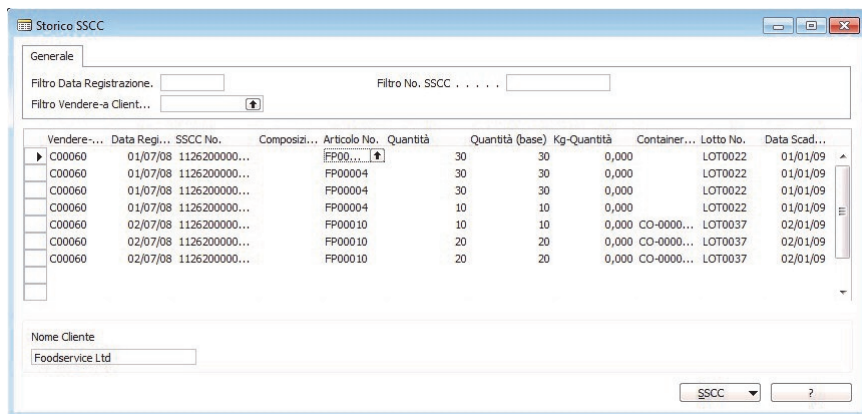 Storico SSCC
Generale
Filtro Data Registrazione.
Filtro No. SSCC . . . . .
Filtro Vendere-a Client...
Vendere-... Data Regi... SSCC No. Composizi... Articolo No. Quantità Quantità (base) Kg-Quantità Container... Lotto No. Data Scad...
C00060 01/07/08 1126200000... FP00... 30 30 0,000 LOT0022 01/01/09
C00060 01/07/08 1126200000... FP00004 30 30 0,000 LOT0022 01/01/09
C00060 01/07/08 1126200000... FP00004 30 30 0,000 LOT0022 01/01/09
C00060 01/07/08 1126200000... FP00004 10 10 0,000 LOT0022 01/01/09
C00060 02/07/08 1126200000... FP00010 10 10 0,000 CO-0000... LOT0037 02/01/09
C00060 02/07/08 1126200000... FP00010 20 20 0,000 CO-0000... LOT0037 02/01/09
C00060 02/07/08 1126200000... FP00010 20 20 0,000 CO-0000... LOT0037 02/01/09
Nome Cliente
Foodservice Ltd
SSCC ?